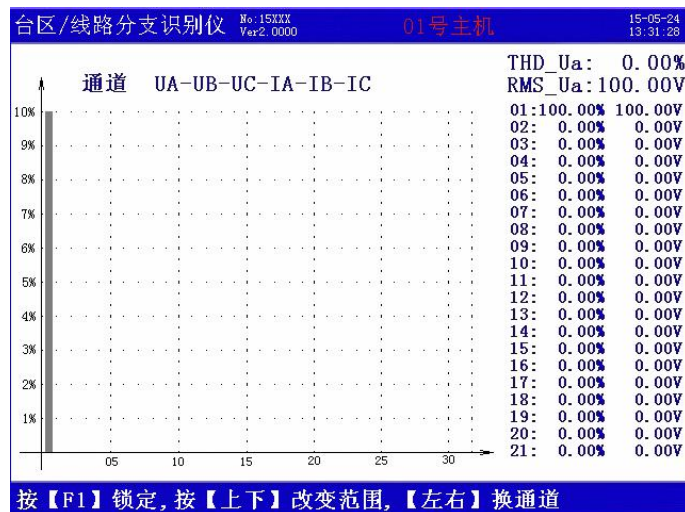 台区/线路分支识别仪 No:15XXX Ver2.0000 01号主机 15-05-24 13:31:28
THD_Ua: 0.00%
通道 UA-UB-UC-IA-IB-IC
RMS_Ua:100.00V
10%
9%
8%
7%
6%
5%
4%
3%
2%
1%
05 10 15 20 25 30
01:100.00% 100.00V
02: 0.00% 0.00V
03: 0.00% 0.00V
04: 0.00% 0.00V
05: 0.00% 0.00V
06: 0.00% 0.00V
07: 0.00% 0.00V
08: 0.00% 0.00V
09: 0.00% 0.00V
10: 0.00% 0.00V
11: 0.00% 0.00V
12: 0.00% 0.00V
13: 0.00% 0.00V
14: 0.00% 0.00V
15: 0.00% 0.00V
16: 0.00% 0.00V
17: 0.00% 0.00V
18: 0.00% 0.00V
19: 0.00% 0.00V
20: 0.00% 0.00V
21: 0.00% 0.00V
按【F1】锁定,按【上下】改变范围,【左右】换通道